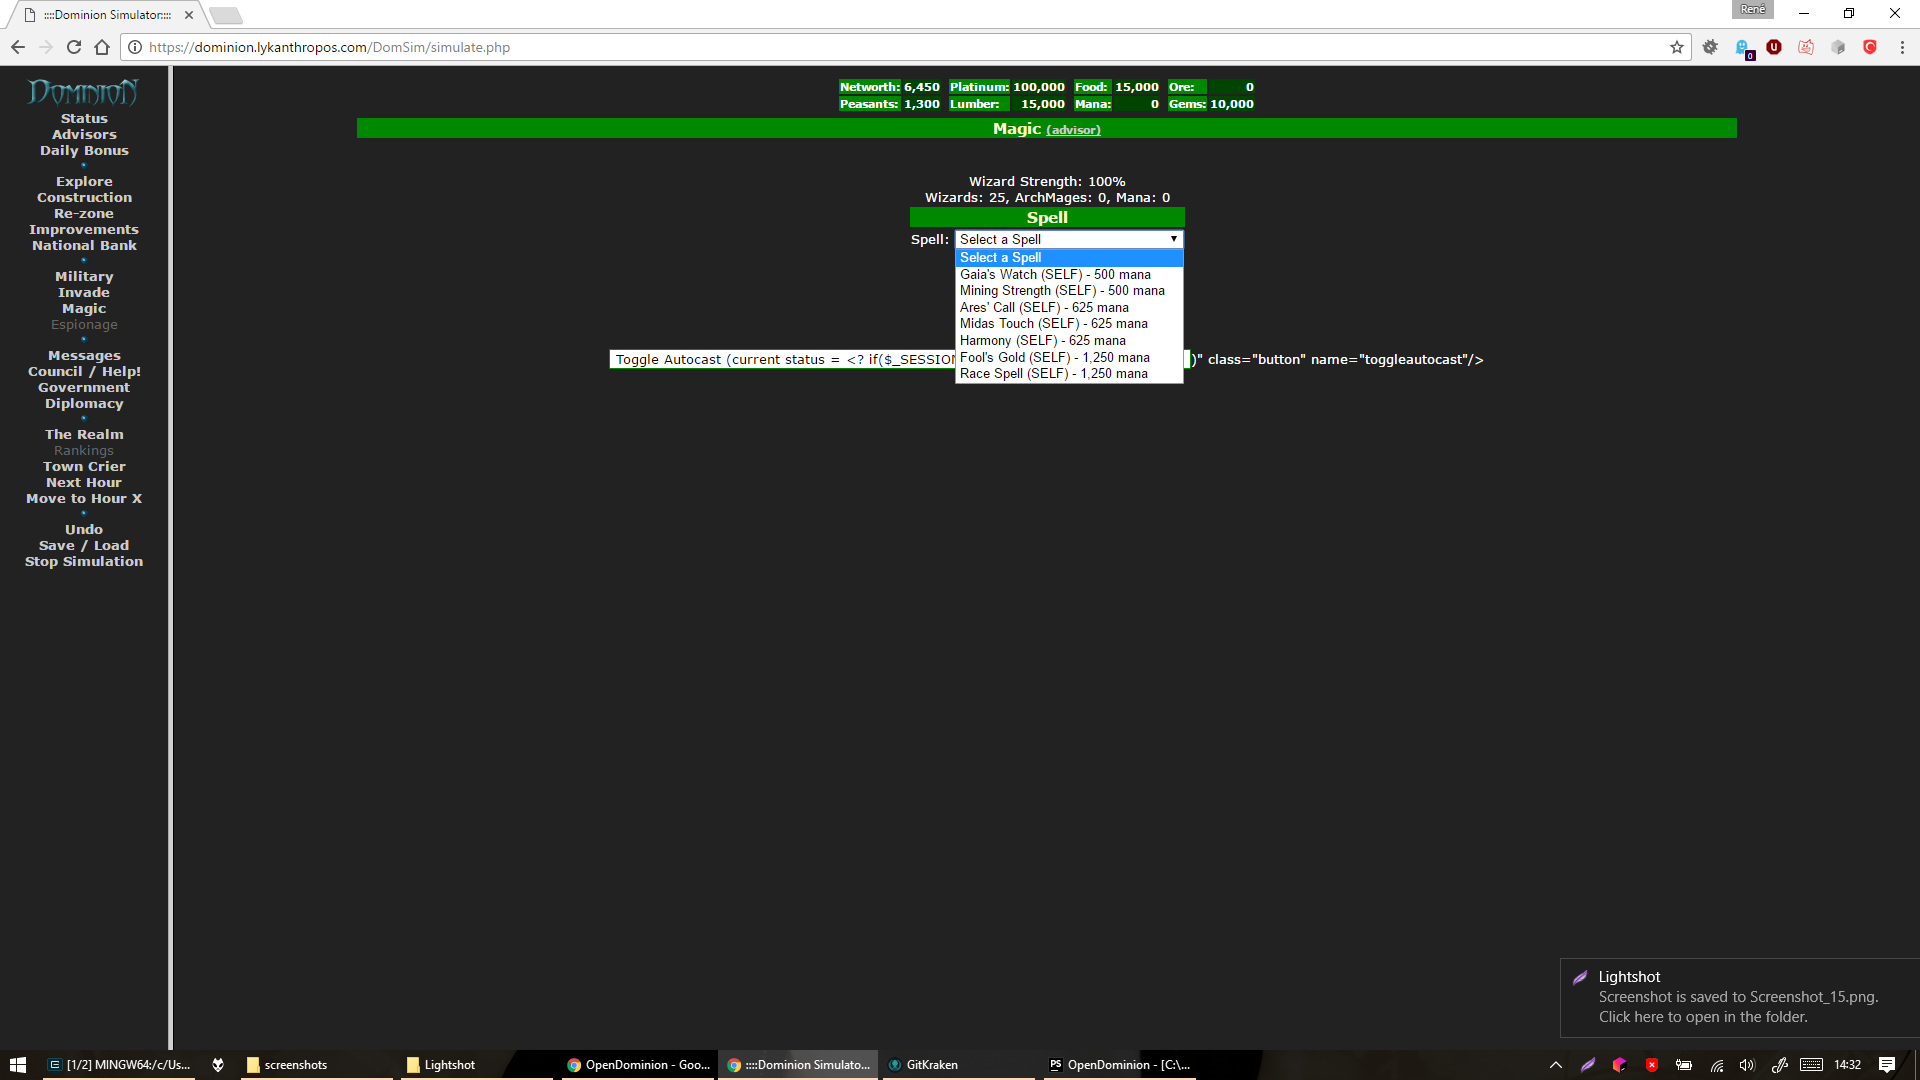 ::::Dominion Simulator::::
René
https://dominion.lykanthropos.com/DomSim/simulate.php
0
DOMINION
Status
Advisors
Daily Bonus
Explore
Construction
Re-zone
Improvements
National Bank
Military
Invade
Magic
Espionage
Messages
Council / Help!
Government
Diplomacy
The Realm
Rankings
Town Crier
Next Hour
Move to Hour X
Undo
Save / Load
Stop Simulation
Networth: 6,450 Platinum: 100,000 Food: 15,000 Ore: 0
Peasants: 1,300 Lumber: 15,000 Mana: 0 Gems: 10,000
Magic (advisor)
Wizard Strength: 100%
Wizards: 25, ArchMages: 0, Mana: 0
Spell
Spell: Select a Spell
Select a Spell
Gaia's Watch (SELF) - 500 mana
Mining Strength (SELF) - 500 mana
Ares' Call (SELF) - 625 mana
Midas Touch (SELF) - 625 mana
Harmony (SELF) - 625 mana
Fool's Gold (SELF) - 1,250 mana
Race Spell (SELF) - 1,250 mana
Toggle Autocast (current status = <? if($_SESSION )" class="button" name="toggleautocast"/>
Lightshot
Screenshot is saved to Screenshot_15.png.
Click here to open in the folder.
[1/2] MINGW64:/c/Us...
screenshots
Lightshot
OpenDominion - Goo...
::::Dominion Simulato...
GitKraken
PS OpenDominion - [C:\...
14:32